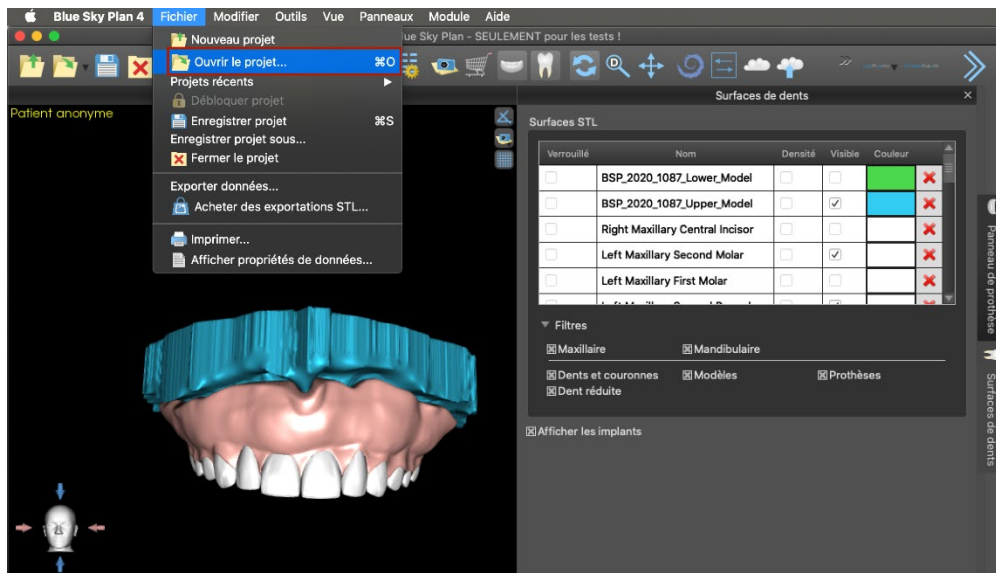 Blue Sky Plan 4 Fichier Modifier Outils Vue Panneaux Module Aide
ue Sky Plan - SEULEMENT pour les tests !
Nouveau projet
Ouvrir le projet... ⌘O
Projets récents
Débloquer projet
Enregistrer projet ⌘S
Enregistrer projet sous...
Fermer le projet
Exporter données...
Acheter des exportations STL...
Imprimer...
Afficher propriétés de données...
Patient anonyme
Surfaces de dents
Surfaces STL
Verrouillé Nom Densité Visible Couleur
BSP_2020_1087_Lower_Model
BSP_2020_1087_Upper_Model
Right Maxillary Central Incisor
Left Maxillary Second Molar
Left Maxillary First Molar
Filtres
Maxillaire Mandibulaire
Dents et couronnes Modèles Prothèses
Dent réduite
Afficher les implants
Panneau de prothèse
Surfaces de dents